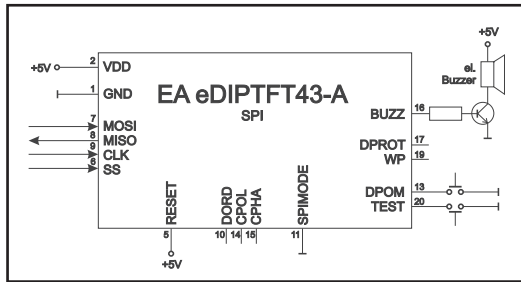 +5V
2 VDD
1 GND
7 MOSI
8 MISO
9 CLK
6 SS
EA eDIPTFT43-A
SPI
+5V
el.
Buzzer
BUZZ 16
DPROT 17
WP 19
DPOM 13
TEST 20
RESET
DORD
CPOL
CPHA
SPIMODE
5
10
14
15
11
+5V